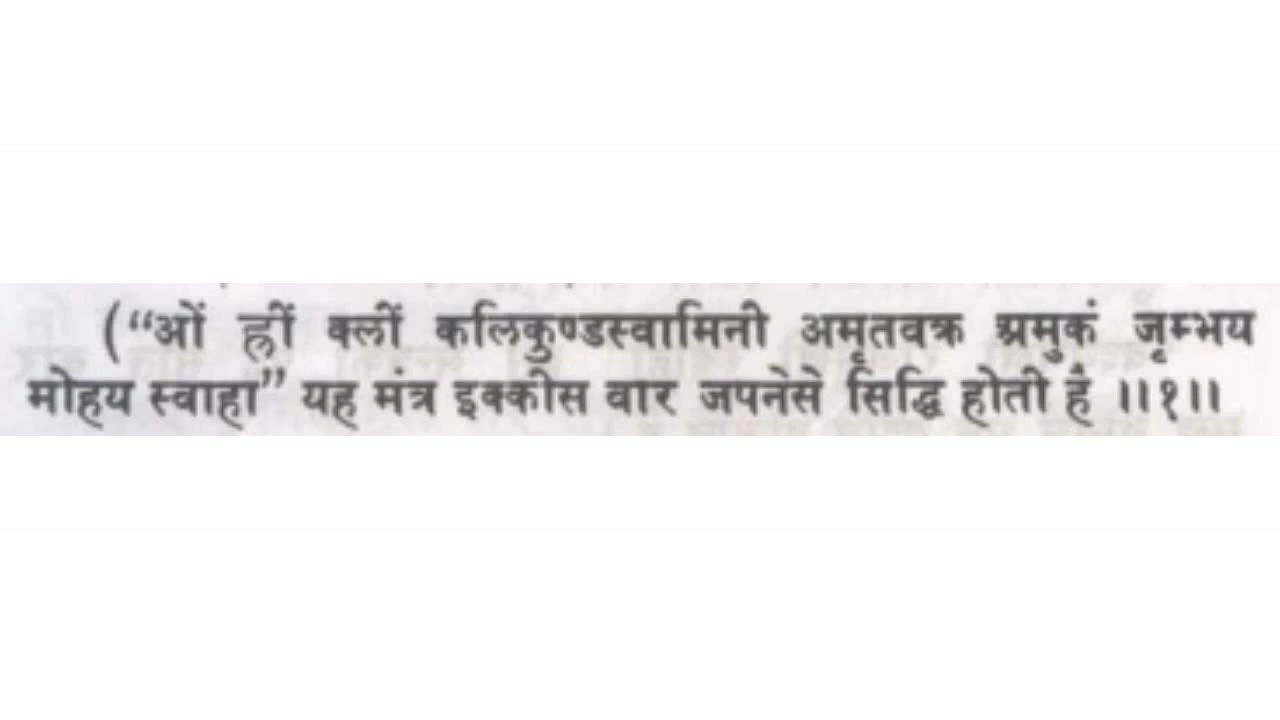 (“ओं ह्रीं क्लीं कलिकुण्डस्वामिनी अमृतवक्र अमुकं जृम्भय
मोहय स्वाहा” यह मंत्र इक्कीस वार जपनेसे सिद्धि होती है ॥१॥